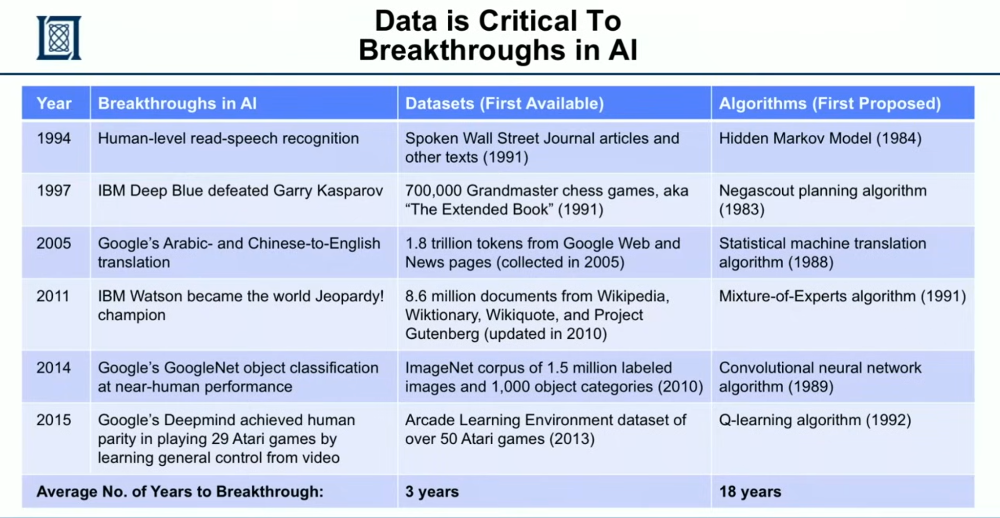 Data is Critical To
Breakthroughs in AI
Year
Breakthroughs in AI
Datasets (First Available)
Algorithms (First Proposed)
1994
Human-level read-speech recognition
Spoken Wall Street Journal articles and
other texts (1991)
Hidden Markov Model (1984)
1997
IBM Deep Blue defeated Garry Kasparov
700,000 Grandmaster chess games, aka
“The Extended Book” (1991)
Negascout planning algorithm
(1983)
2005
Google’s Arabic- and Chinese-to-English
translation
1.8 trillion tokens from Google Web and
News pages (collected in 2005)
Statistical machine translation
algorithm (1988)
2011
IBM Watson became the world Jeopardy!
champion
8.6 million documents from Wikipedia,
Wiktionary, Wikiquote, and Project
Gutenberg (updated in 2010)
Mixture-of-Experts algorithm (1991)
2014
Google’s GoogleNet object classification
at near-human performance
ImageNet corpus of 1.5 million labeled
images and 1,000 object categories (2010)
Convolutional neural network
algorithm (1989)
2015
Google’s Deepmind achieved human
parity in playing 29 Atari games by
learning general control from video
Arcade Learning Environment dataset of
over 50 Atari games (2013)
Q-learning algorithm (1992)
Average No. of Years to Breakthrough:
3 years
18 years